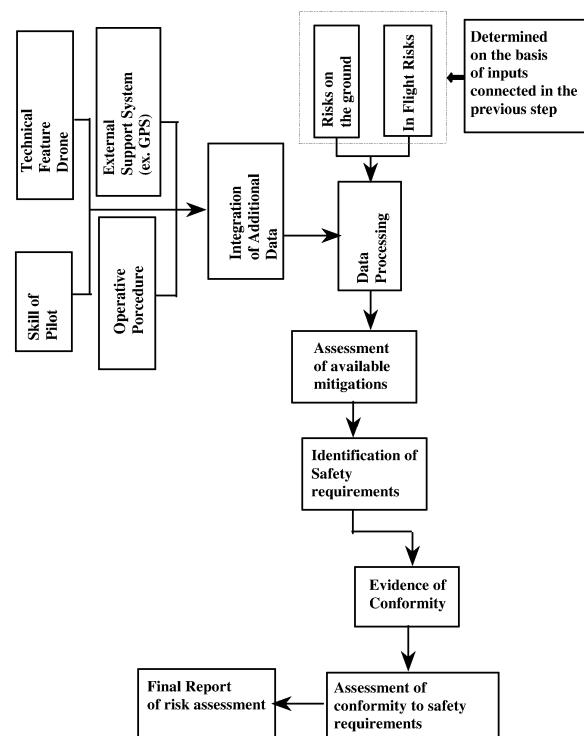 Technical
Feature
Drone
External
Support System
(ex. GPS)
Skill of
Pilot
Operative
Porcedure
Integration
of Additional
Data
Risks on
the ground
In Flight Risks
Determined
on the basis
of inputs
connected in the
previous step
Data
Processing
Assessment
of available
mitigations
Identification of
Safety
requirements
Evidence of
Conformity
Assessment of
conformity to safety
requirements
Final Report
of risk assessment